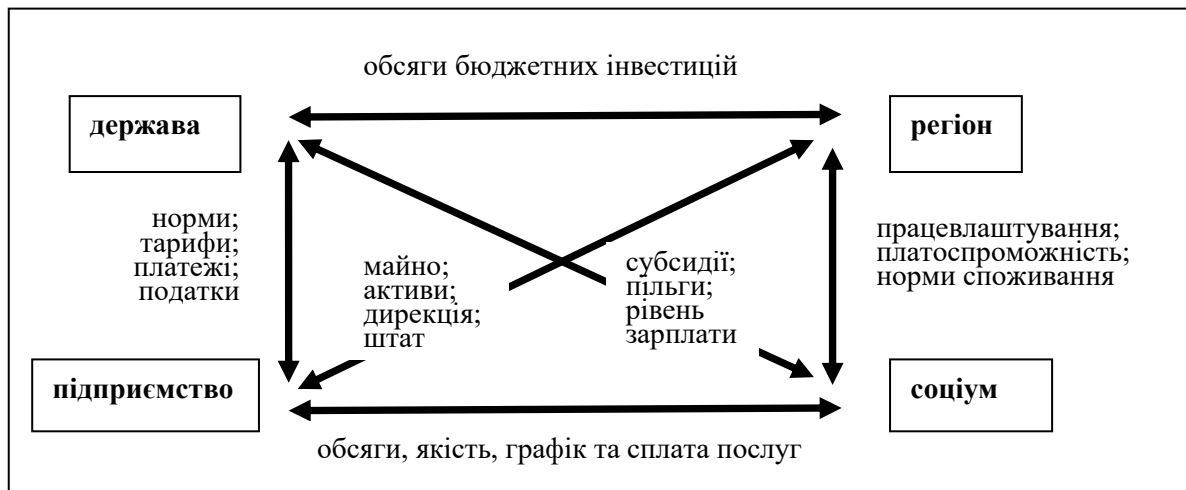 обсяги бюджетних інвестицій
держава
регіон
норми;
тарифи;
платежі;
податки
майно;
активи;
дирекція;
штат
субсидії;
пільги;
рівень
зарплати
працевлаштування;
платоспроможність;
норми споживання
підприємство
соціум
обсяги, якість, графік та сплата послуг